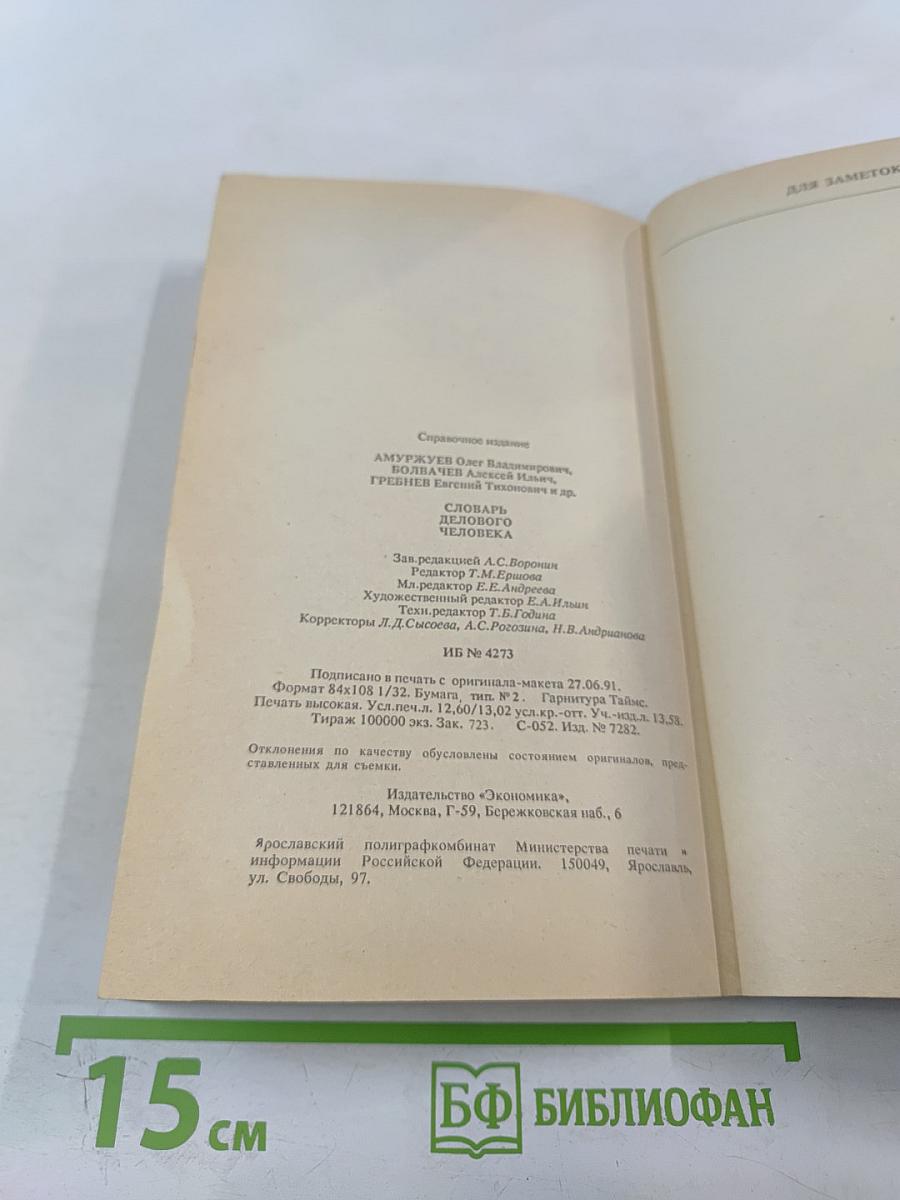 ДЛЯ ЗАМЕТОК
Справочное издание
АМУРЖУЕВ Олег Владимирович,
БОЛВАЧЕВ Алексей Ильич,
ГРЕБНЕВ Евгений Тихонович и др.
СЛОВАРЬ
ДЕЛОВОГО
ЧЕЛОВЕКА
Зав.редакцией А.С.Воронин
Редактор Т.М.Ершова
Мл.редактор Е.Е.Андреева
Художественный редактор Е.А.Ильин
Техн.редактор Т.Б.Година
Корректоры Л.Д.Сысоева, А.С.Рогозина, Н.В.Андрианова
ИБ № 4273
Подписано в печать с оригинала-макета 27.06.91.
Формат 84х108 1/32. Бумага тип. №2. Гарнитура Таймс.
Печать высокая. Усл.печ.л. 12,60/13,02 усл.кр.-отт. Уч.-изд.л. 13,58.
Тираж 100000 экз. Зак. 723. С-052. Изд. № 7282.
Отклонения по качеству обусловлены состоянием оригиналов, пред-
ставленных для съемки.
Издательство «Экономика»,
121864, Москва, Г-59, Бережковская наб., 6
Ярославский полиграфкомбинат Министерства печати и
информации Российской Федерации. 150049, Ярославль,
ул. Свободы, 97.
15 см
БФ БИБЛИОФАН